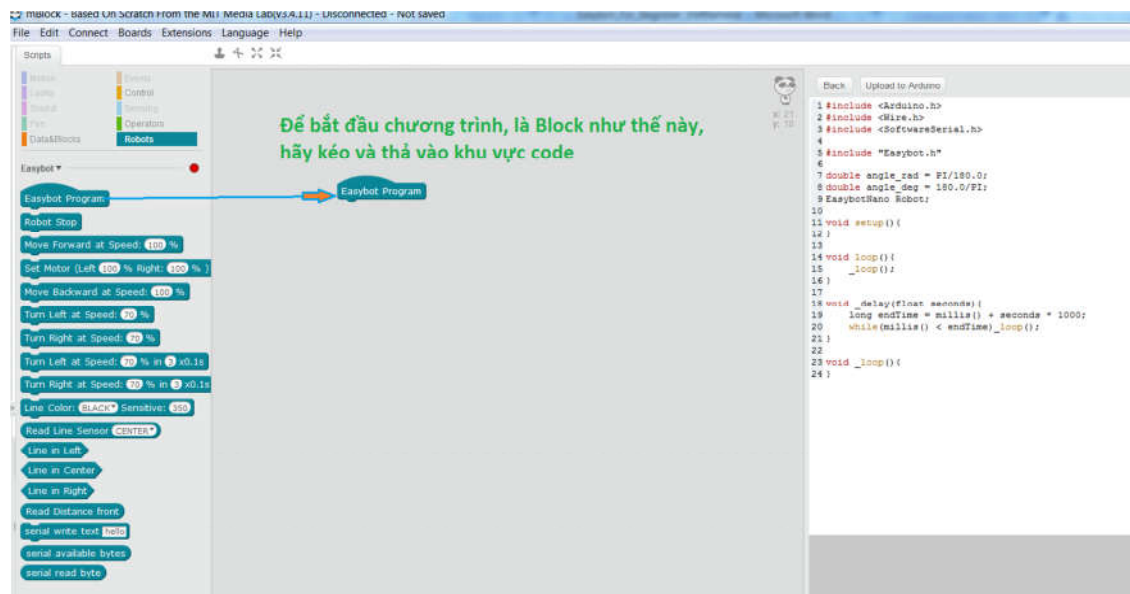 mBlock - Based On Scratch From the MIT Media Lab(v3.4.11) - Disconnected - Not saved
File Edit Connect Boards Extensions Language Help
Scripts
Motion Events
Looks Control
Sound Sensing
Pen Operators
Data&Blocks Robots
Easybot
Easybot Program
Robot Stop
Move Forward at Speed: 100 %
Set Motor (Left 100 % Right: 100 % )
Move Backward at Speed: 100 %
Turn Left at Speed: 70 %
Turn Right at Speed: 70 %
Turn Left at Speed: 70 % in 3 x0.1s
Turn Right at Speed: 70 % in 3 x0.1s
Line Color: BLACK Sensitive: 350
Read Line Sensor CENTER
Line in Left
Line in Center
Line in Right
Read Distance front
serial write text hello
serial available bytes
serial read byte
Để bắt đầu chương trình, là Block như thế này,
hãy kéo và thả vào khu vực code
Easybot Program
x: 21
y: 10
Back Upload to Arduino
1 #include <Arduino.h>
2 #include <Wire.h>
3 #include <SoftwareSerial.h>
4
5 #include "Easybot.h"
6
7 double angle_rad = PI/180.0;
8 double angle_deg = 180.0/PI;
9 EasybotNano Robot;
10
11 void setup(){
12 }
13
14 void loop(){
15 _loop();
16 }
17
18 void _delay(float seconds){
19 long endTime = millis() + seconds * 1000;
20 while(millis() < endTime)_loop();
21 }
22
23 void _loop(){
24 }